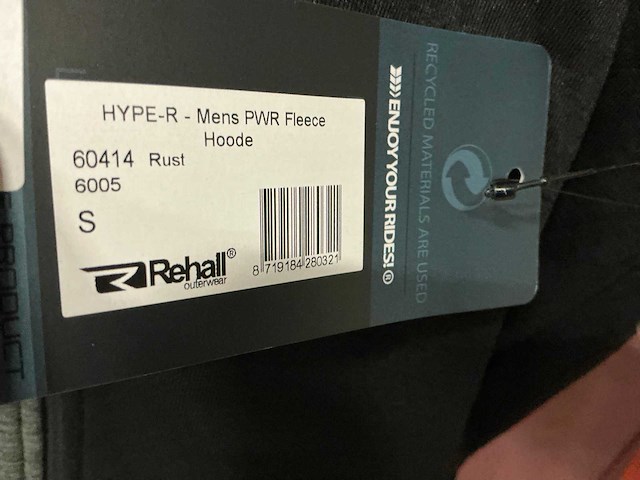 HYPE-R - Mens PWR Fleece
Hoode
60414 Rust
6005
S
Rehall®
outerwear
8 719184 280321
ENJOY YOUR RIDES!®
RECYCLED MATERIALS ARE USED
PRODUCT